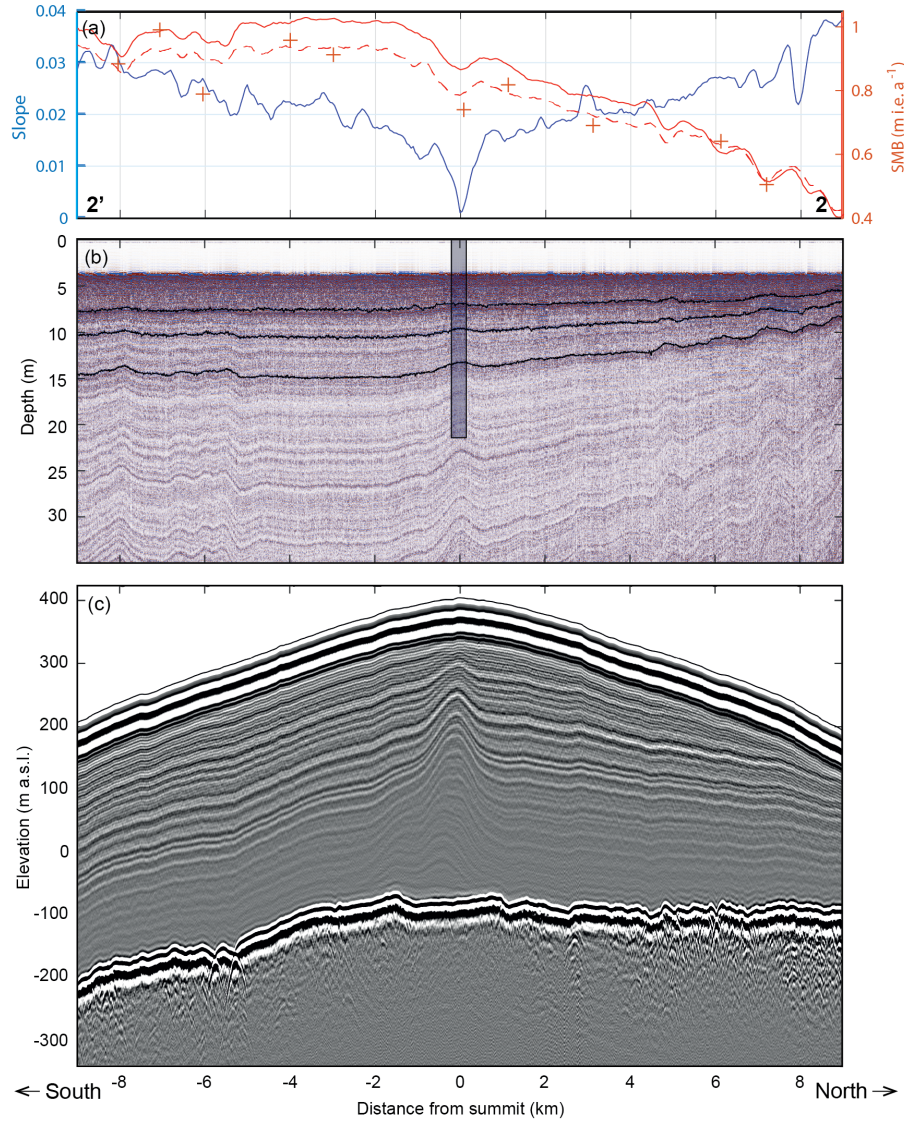 (a)
0.04
0.03
0.02
0.01
0
Slope
1
0.8
0.6
0.4
SMB (m i.e. a⁻¹)
2’
2
(b)
0
5
10
15
20
25
30
Depth (m)
(c)
400
300
200
100
0
-100
-200
-300
Elevation (m a.s.l.)
← South -8 -6 -4 -2 0 2 4 6 8 North →
Distance from summit (km)